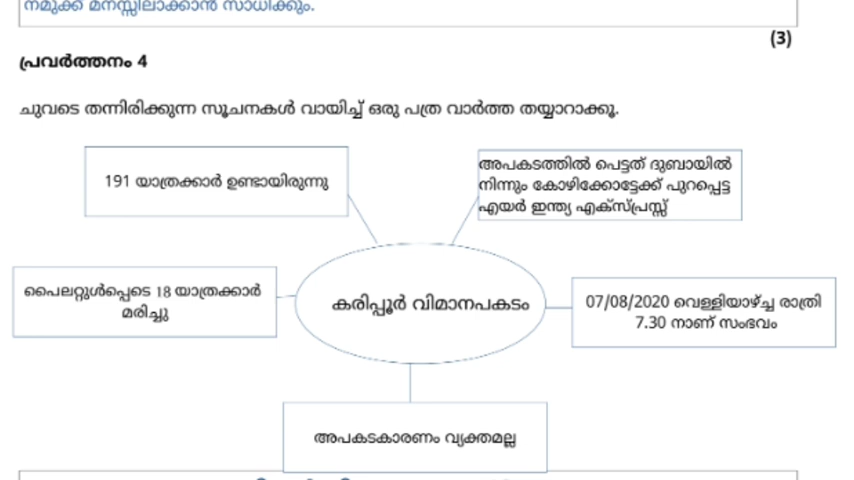 നമുക്ക് മനസ്സിലാക്കാൻ സാധിക്കും.
(3)
പ്രവർത്തനം 4
ചുവടെ തന്നിരിക്കുന്ന സൂചനകൾ വായിച്ച് ഒരു പത്ര വാർത്ത തയ്യാറാക്കൂ.
191 യാത്രക്കാർ ഉണ്ടായിരുന്നു
അപകടത്തിൽ പെട്ടത് ദുബായിൽ
നിന്നും കോഴിക്കോട്ടേക്ക് പുറപ്പെട്ട
എയർ ഇന്ത്യ എക്സ്പ്രസ്സ്
പൈലറ്റുൾപ്പെടെ 18 യാത്രക്കാർ
മരിച്ചു
കരിപ്പൂർ വിമാനപകടം
07/08/2020 വെള്ളിയാഴ്ച്ച രാത്രി
7.30 നാണ് സംഭവം
അപകടകാരണം വ്യക്തമല്ല